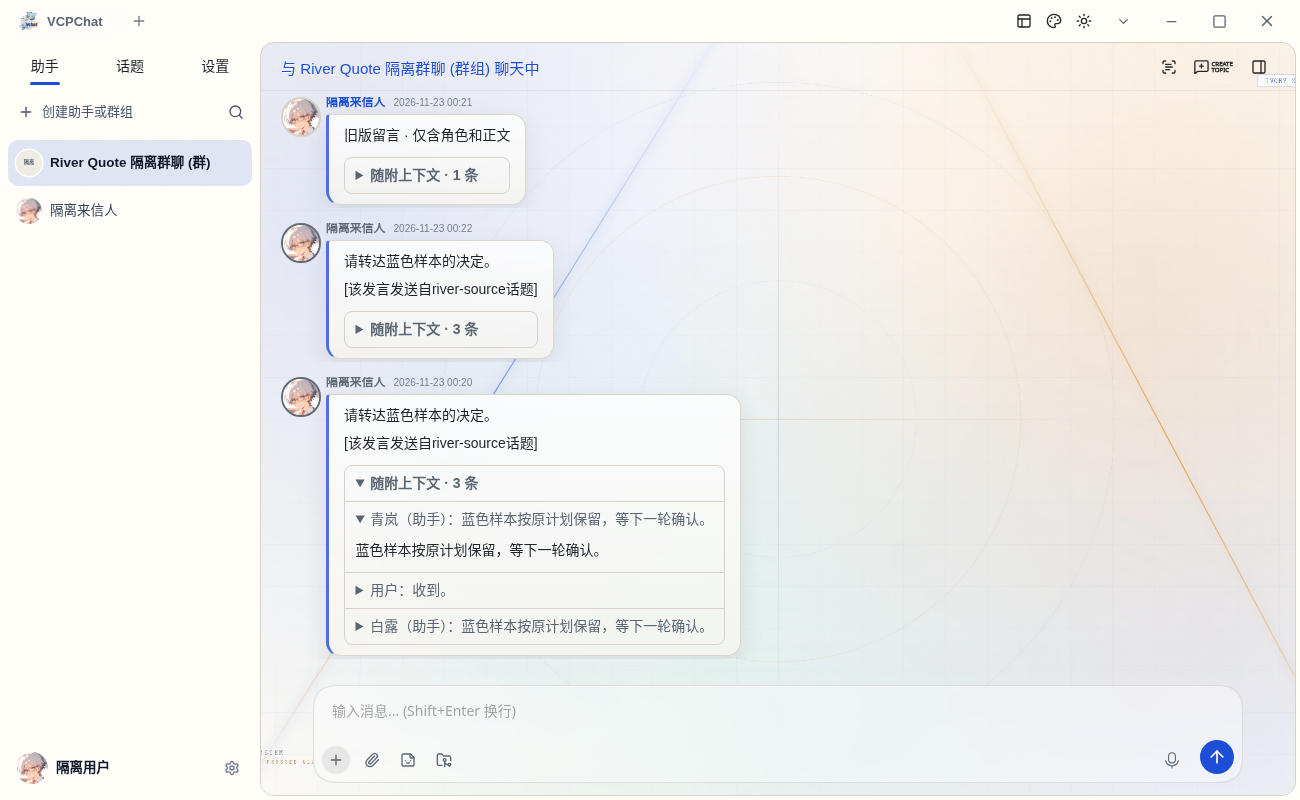 VCPChat
助手
话题
设置
创建助手或群组
River Quote 隔离群聊 (群)
隔离来信人
隔离用户
与 River Quote 隔离群聊 (群组) 聊天中
CREATE TOPIC
隔离来信人 2026-11-23 00:21
旧版留言 · 仅含角色和正文
随附上下文 · 1 条
隔离来信人 2026-11-23 00:22
请转达蓝色样本的决定。
[该发言发送自river-source话题]
随附上下文 · 3 条
隔离来信人 2026-11-23 00:20
请转达蓝色样本的决定。
[该发言发送自river-source话题]
随附上下文 · 3 条
青岚（助手）：蓝色样本按原计划保留，等下一轮确认。
蓝色样本按原计划保留，等下一轮确认。
用户：收到。
白露（助手）：蓝色样本按原计划保留，等下一轮确认。
输入消息... (Shift+Enter 换行)